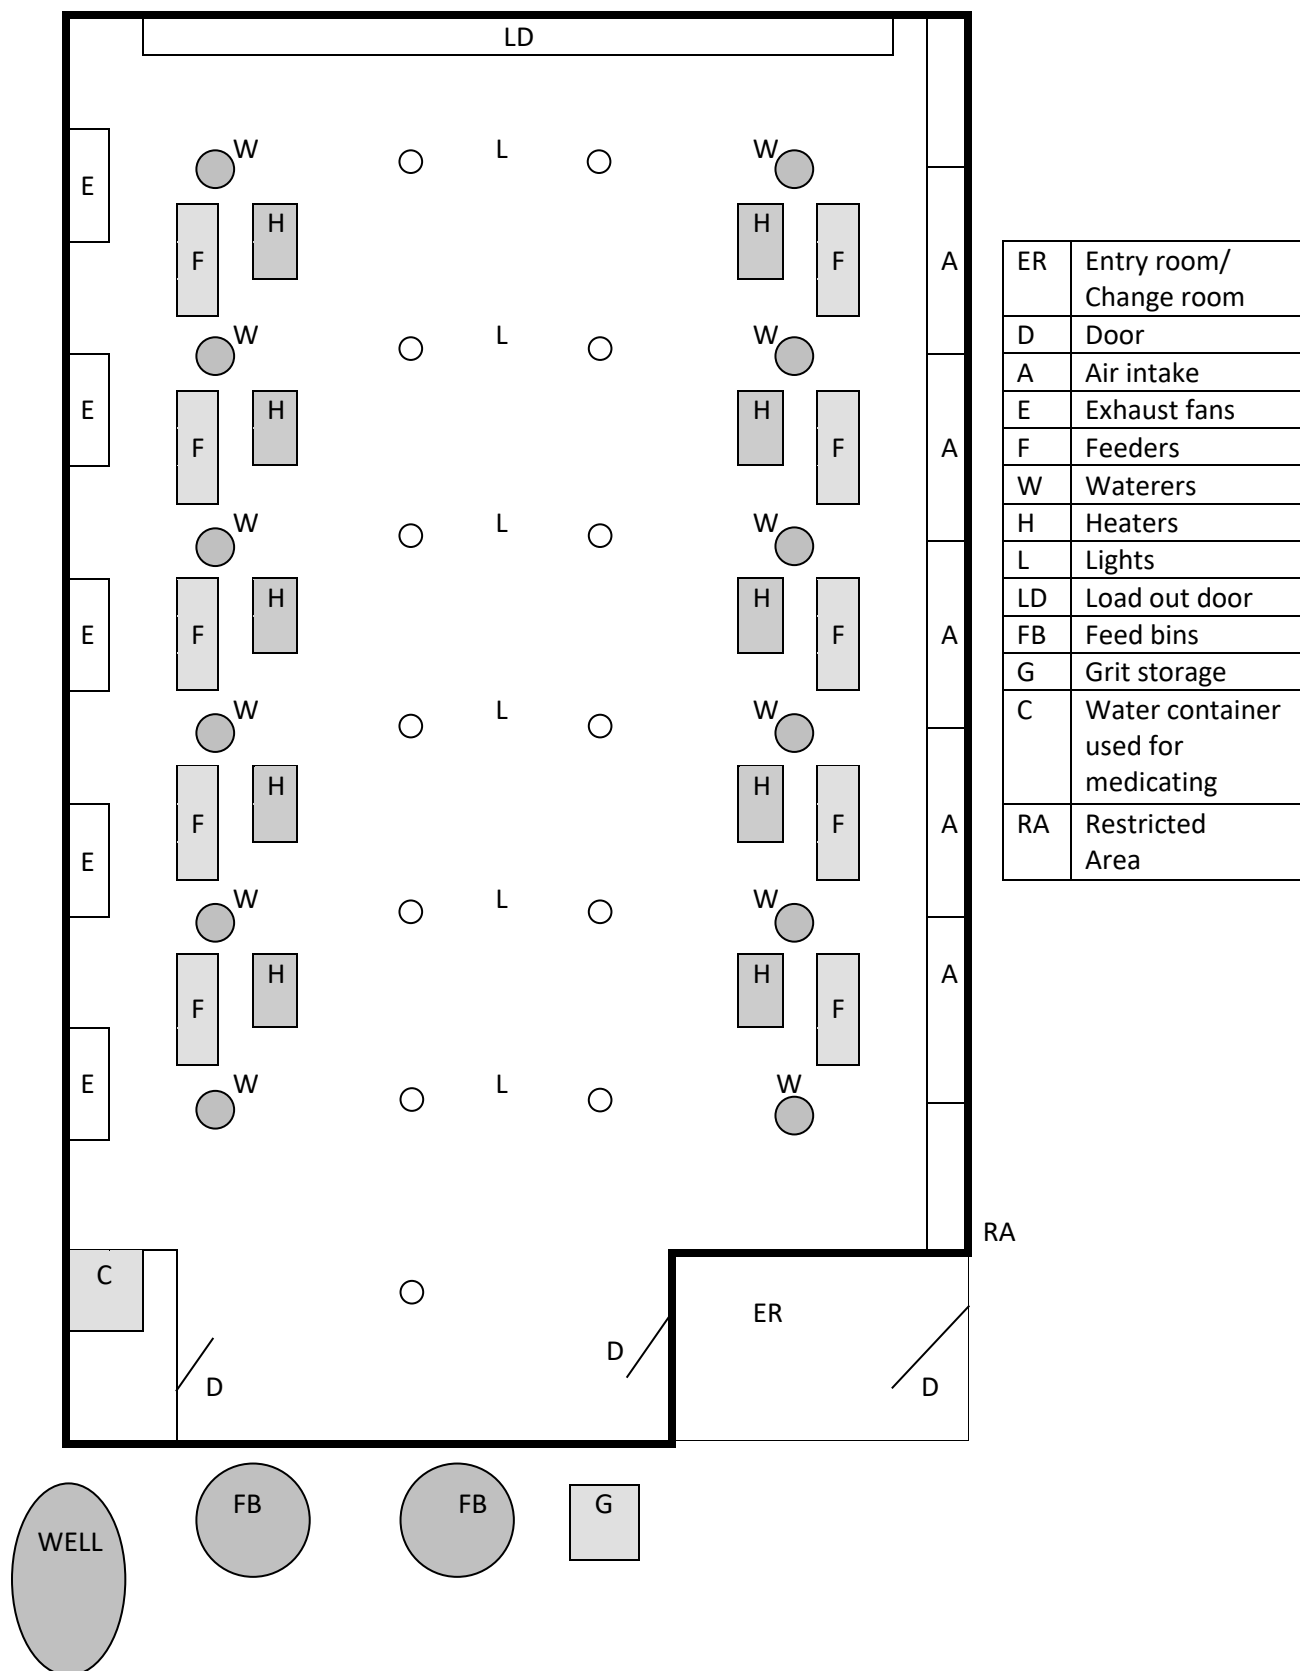 LD
W L W
E H H
F F A
W L W
E H H
F F A
W L W
H H
E F F A
W L W
H H
F F A
E
W L W
H H A
F F
E W L W
RA
C
ER
D
D D
FB FB G
WELL
ER Entry room/
Change room
D Door
A Air intake
E Exhaust fans
F Feeders
W Waterers
H Heaters
L Lights
LD Load out door
FB Feed bins
G Grit storage
C Water container
used for
medicating
RA Restricted
Area